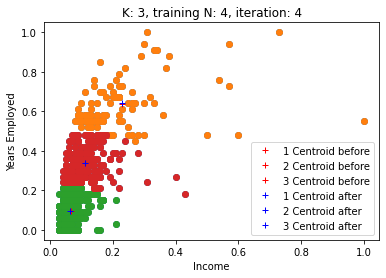 K: 3, training N: 4, iteration: 4
Years Employed
1.0
0.8
0.6
0.4
0.2
0.0
1 Centroid before
2 Centroid before
3 Centroid before
1 Centroid after
2 Centroid after
3 Centroid after
0.0 0.2 0.4 0.6 0.8 1.0
Income